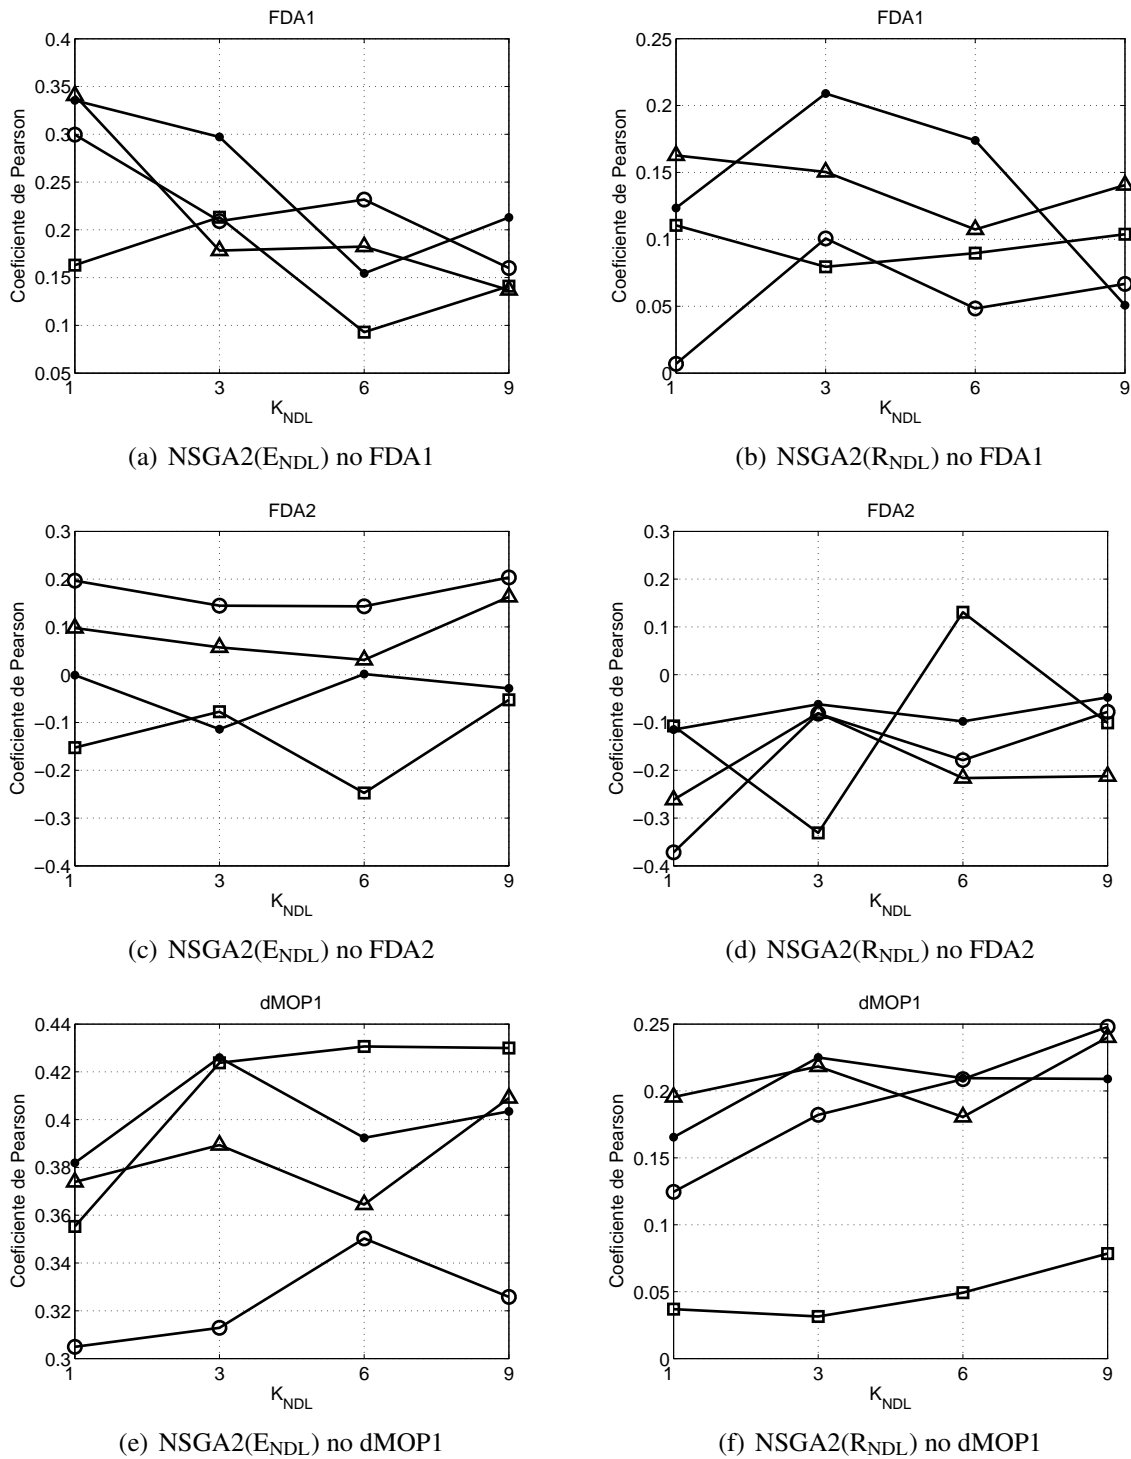 FDA1
Coeficiente de Pearson
0.4
0.35
0.3
0.25
0.2
0.15
0.1
0.05
1 3 6 9
K_NDL
(a) NSGA2(E_NDL) no FDA1
FDA1
Coeficiente de Pearson
0.25
0.2
0.15
0.1
0.05
0
1 3 6 9
K_NDL
(b) NSGA2(R_NDL) no FDA1
FDA2
Coeficiente de Pearson
0.3
0.2
0.1
0
−0.1
−0.2
−0.3
−0.4
1 3 6 9
K_NDL
(c) NSGA2(E_NDL) no FDA2
FDA2
Coeficiente de Pearson
0.3
0.2
0.1
0
−0.1
−0.2
−0.3
−0.4
1 3 6 9
K_NDL
(d) NSGA2(R_NDL) no FDA2
dMOP1
Coeficiente de Pearson
0.44
0.42
0.4
0.38
0.36
0.34
0.32
0.3
1 3 6 9
K_NDL
(e) NSGA2(E_NDL) no dMOP1
dMOP1
Coeficiente de Pearson
0.25
0.2
0.15
0.1
0.05
0
1 3 6 9
K_NDL
(f) NSGA2(R_NDL) no dMOP1